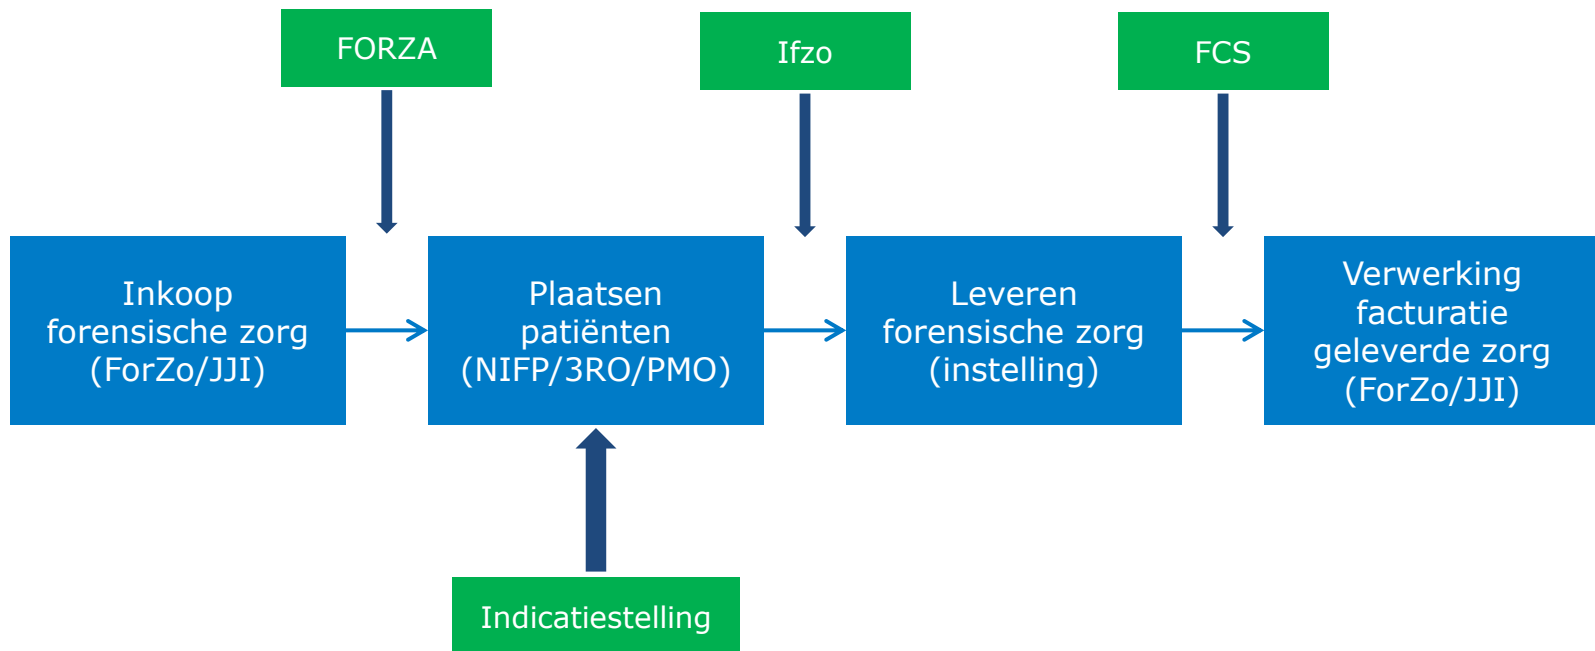 FORZA
Ifzo
FCS
Inkoop
forensische zorg
(ForZo/JJI)
Plaatsen
patiënten
(NIFP/3RO/PMO)
Leveren
forensische zorg
(instelling)
Verwerking
facturatie
geleverde zorg
(ForZo/JJI)
Indicatiestelling